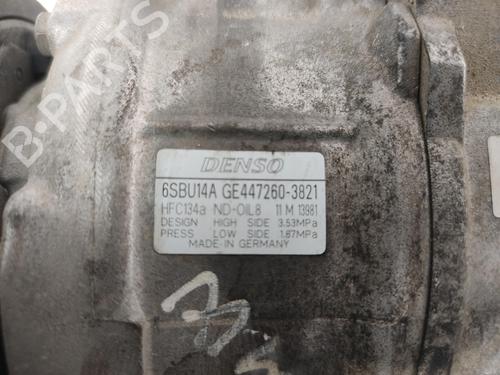 B-PARTS
DENSO
6SBU14A GE447260-3821
HFC134a ND-OIL8 11 M 13981
DESIGN HIGH SIDE 3.53MPa
PRESS LOW SIDE 1.87MPa
MADE IN GERMANY